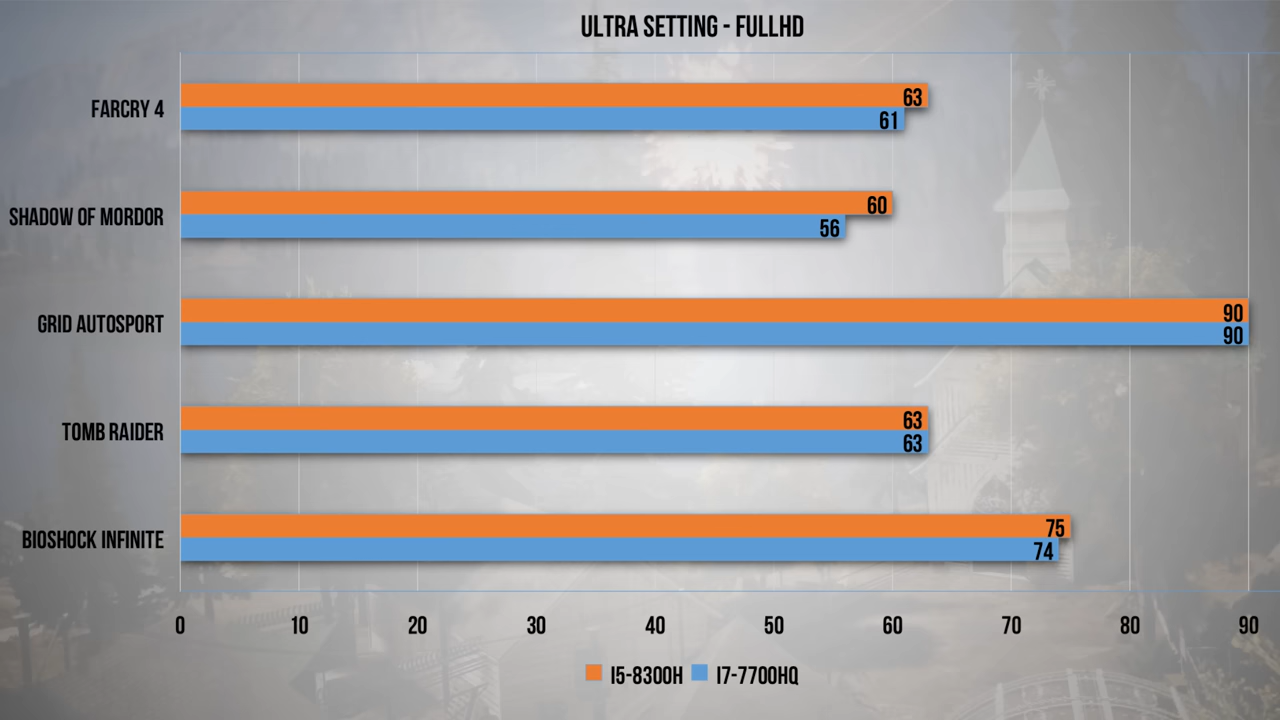 ULTRA SETTING - FULLHD
FARCRY 4
63
61
SHADOW OF MORDOR
60
56
GRID AUTOSPORT
90
90
TOMB RAIDER
63
63
BIOSHOCK INFINITE
75
74
0 10 20 30 40 50 60 70 80 90
I5-8300H I7-7700HQ